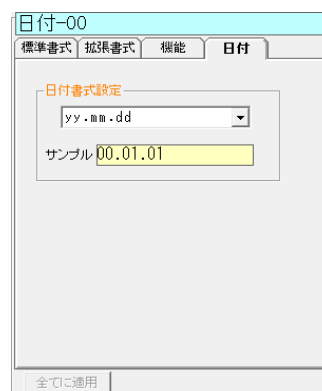 日付-00
標準書式 拡張書式 機能 日付
日付書式設定
yy.mm.dd
サンプル 00.01.01
全てに適用